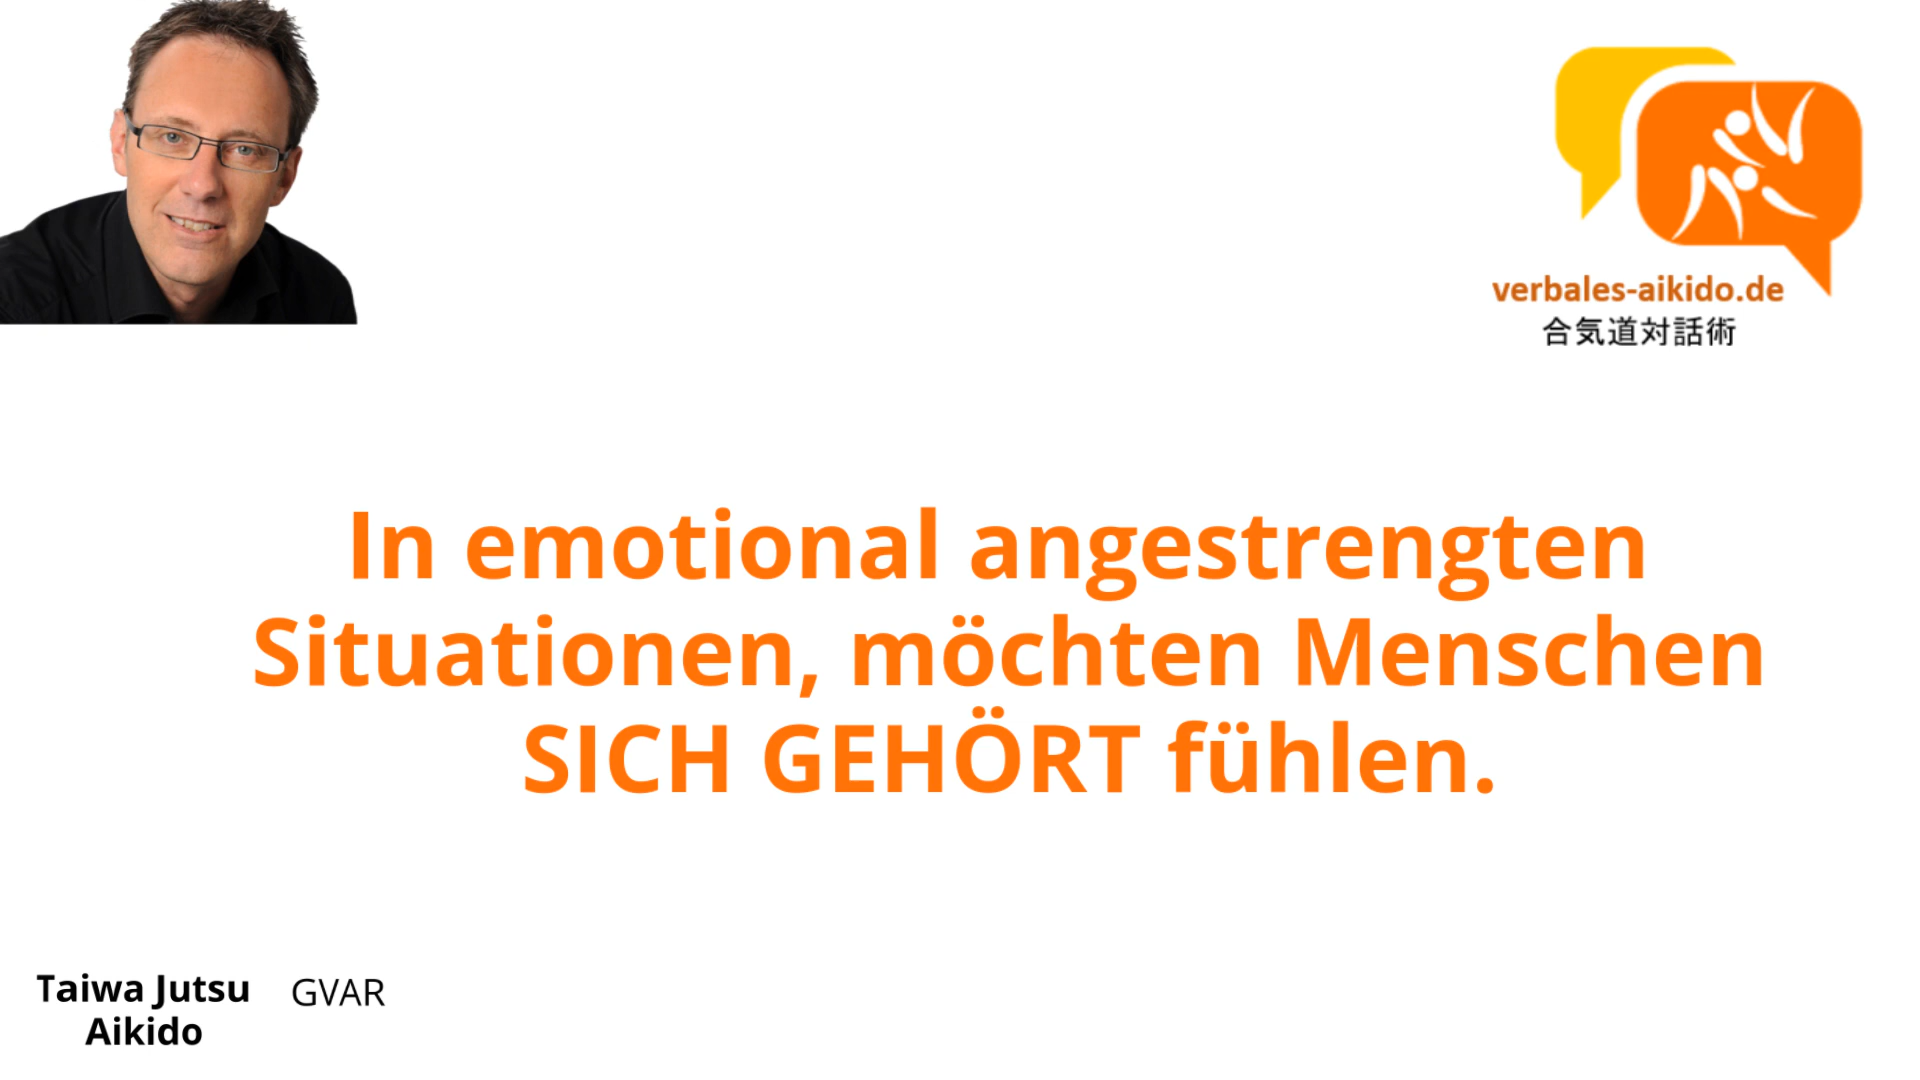 verbales-aikido.de
合気道対話術
In emotional angestrengten
Situationen, möchten Menschen
SICH GEHÖRT fühlen.
Taiwa Jutsu
Aikido
GVAR